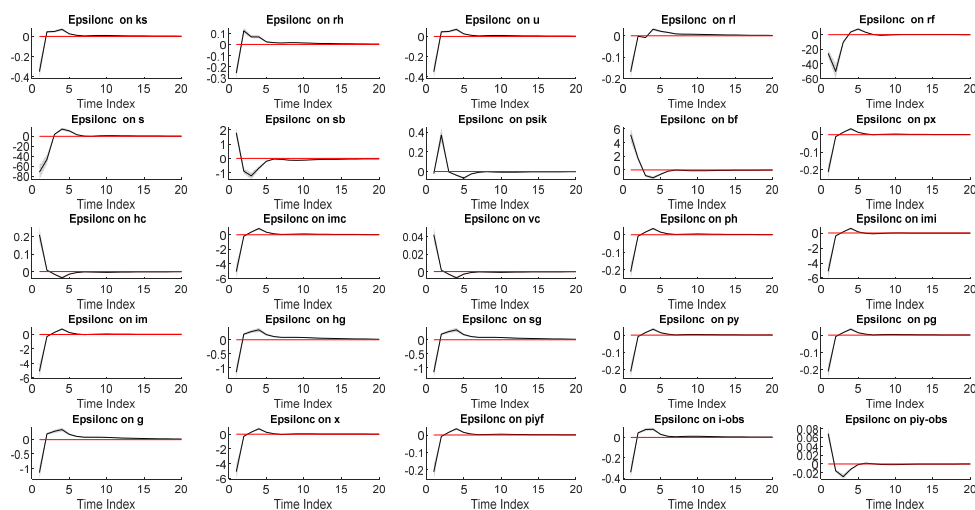 Epsilonc on ks
Epsilonc on rh
Epsilonc on u
Epsilonc on rl
Epsilonc on rf
0
-0.2
-0.4
0 5 10 15 20
Time Index
0.1
0
-0.1
-0.2
-0.3
0 5 10 15 20
Time Index
0
-0.2
-0.4
0 5 10 15 20
Time Index
0
-0.2
0 5 10 15 20
Time Index
0
-20
-40
-60
0 5 10 15 20
Time Index
Epsilonc on s
Epsilonc on sb
Epsilonc on psik
Epsilonc on bf
Epsilonc on px
0
-20
-40
-60
-80
0 5 10 15 20
Time Index
1
0
-1
0 5 10 15 20
Time Index
0.4
0.2
0
0 5 10 15 20
Time Index
6
4
2
0
0 5 10 15 20
Time Index
0
-0.1
-0.2
0 5 10 15 20
Time Index
Epsilonc on hc
Epsilonc on imc
Epsilonc on vc
Epsilonc on ph
Epsilonc on imi
0.2
0.1
0
0 5 10 15 20
Time Index
0
-2
-4
-6
0 5 10 15 20
Time Index
0.04
0.02
0
0 5 10 15 20
Time Index
0
-0.1
-0.2
0 5 10 15 20
Time Index
0
-2
-4
-6
0 5 10 15 20
Time Index
Epsilonc on im
Epsilonc on hg
Epsilonc on sg
Epsilonc on py
Epsilonc on pg
0
-2
-4
-6
0 5 10 15 20
Time Index
0
-0.5
-1
0 5 10 15 20
Time Index
0
-0.5
-1
0 5 10 15 20
Time Index
0
-0.1
-0.2
0 5 10 15 20
Time Index
0
-0.1
-0.2
0 5 10 15 20
Time Index
Epsilonc on g
Epsilonc on x
Epsilonc on piyf
Epsilonc on i-obs
Epsilonc on piy-obs
0
-0.5
-1
0 5 10 15 20
Time Index
0
-2
-4
0 5 10 15 20
Time Index
0
-0.1
-0.2
0 5 10 15 20
Time Index
0
-0.2
-0.4
0 5 10 15 20
Time Index
0.08
0.06
0.04
0.02
0
-0.02
0 5 10 15 20
Time Index